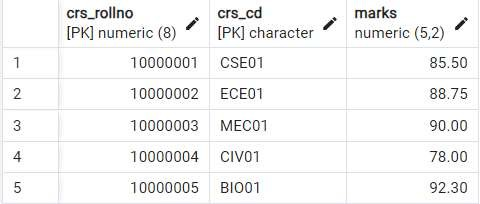 crs_rollno crs_cd marks
[PK] numeric (8) [PK] character numeric (5,2)
1 10000001 CSE01 85.50
2 10000002 ECE01 88.75
3 10000003 MEC01 90.00
4 10000004 CIV01 78.00
5 10000005 BIO01 92.30